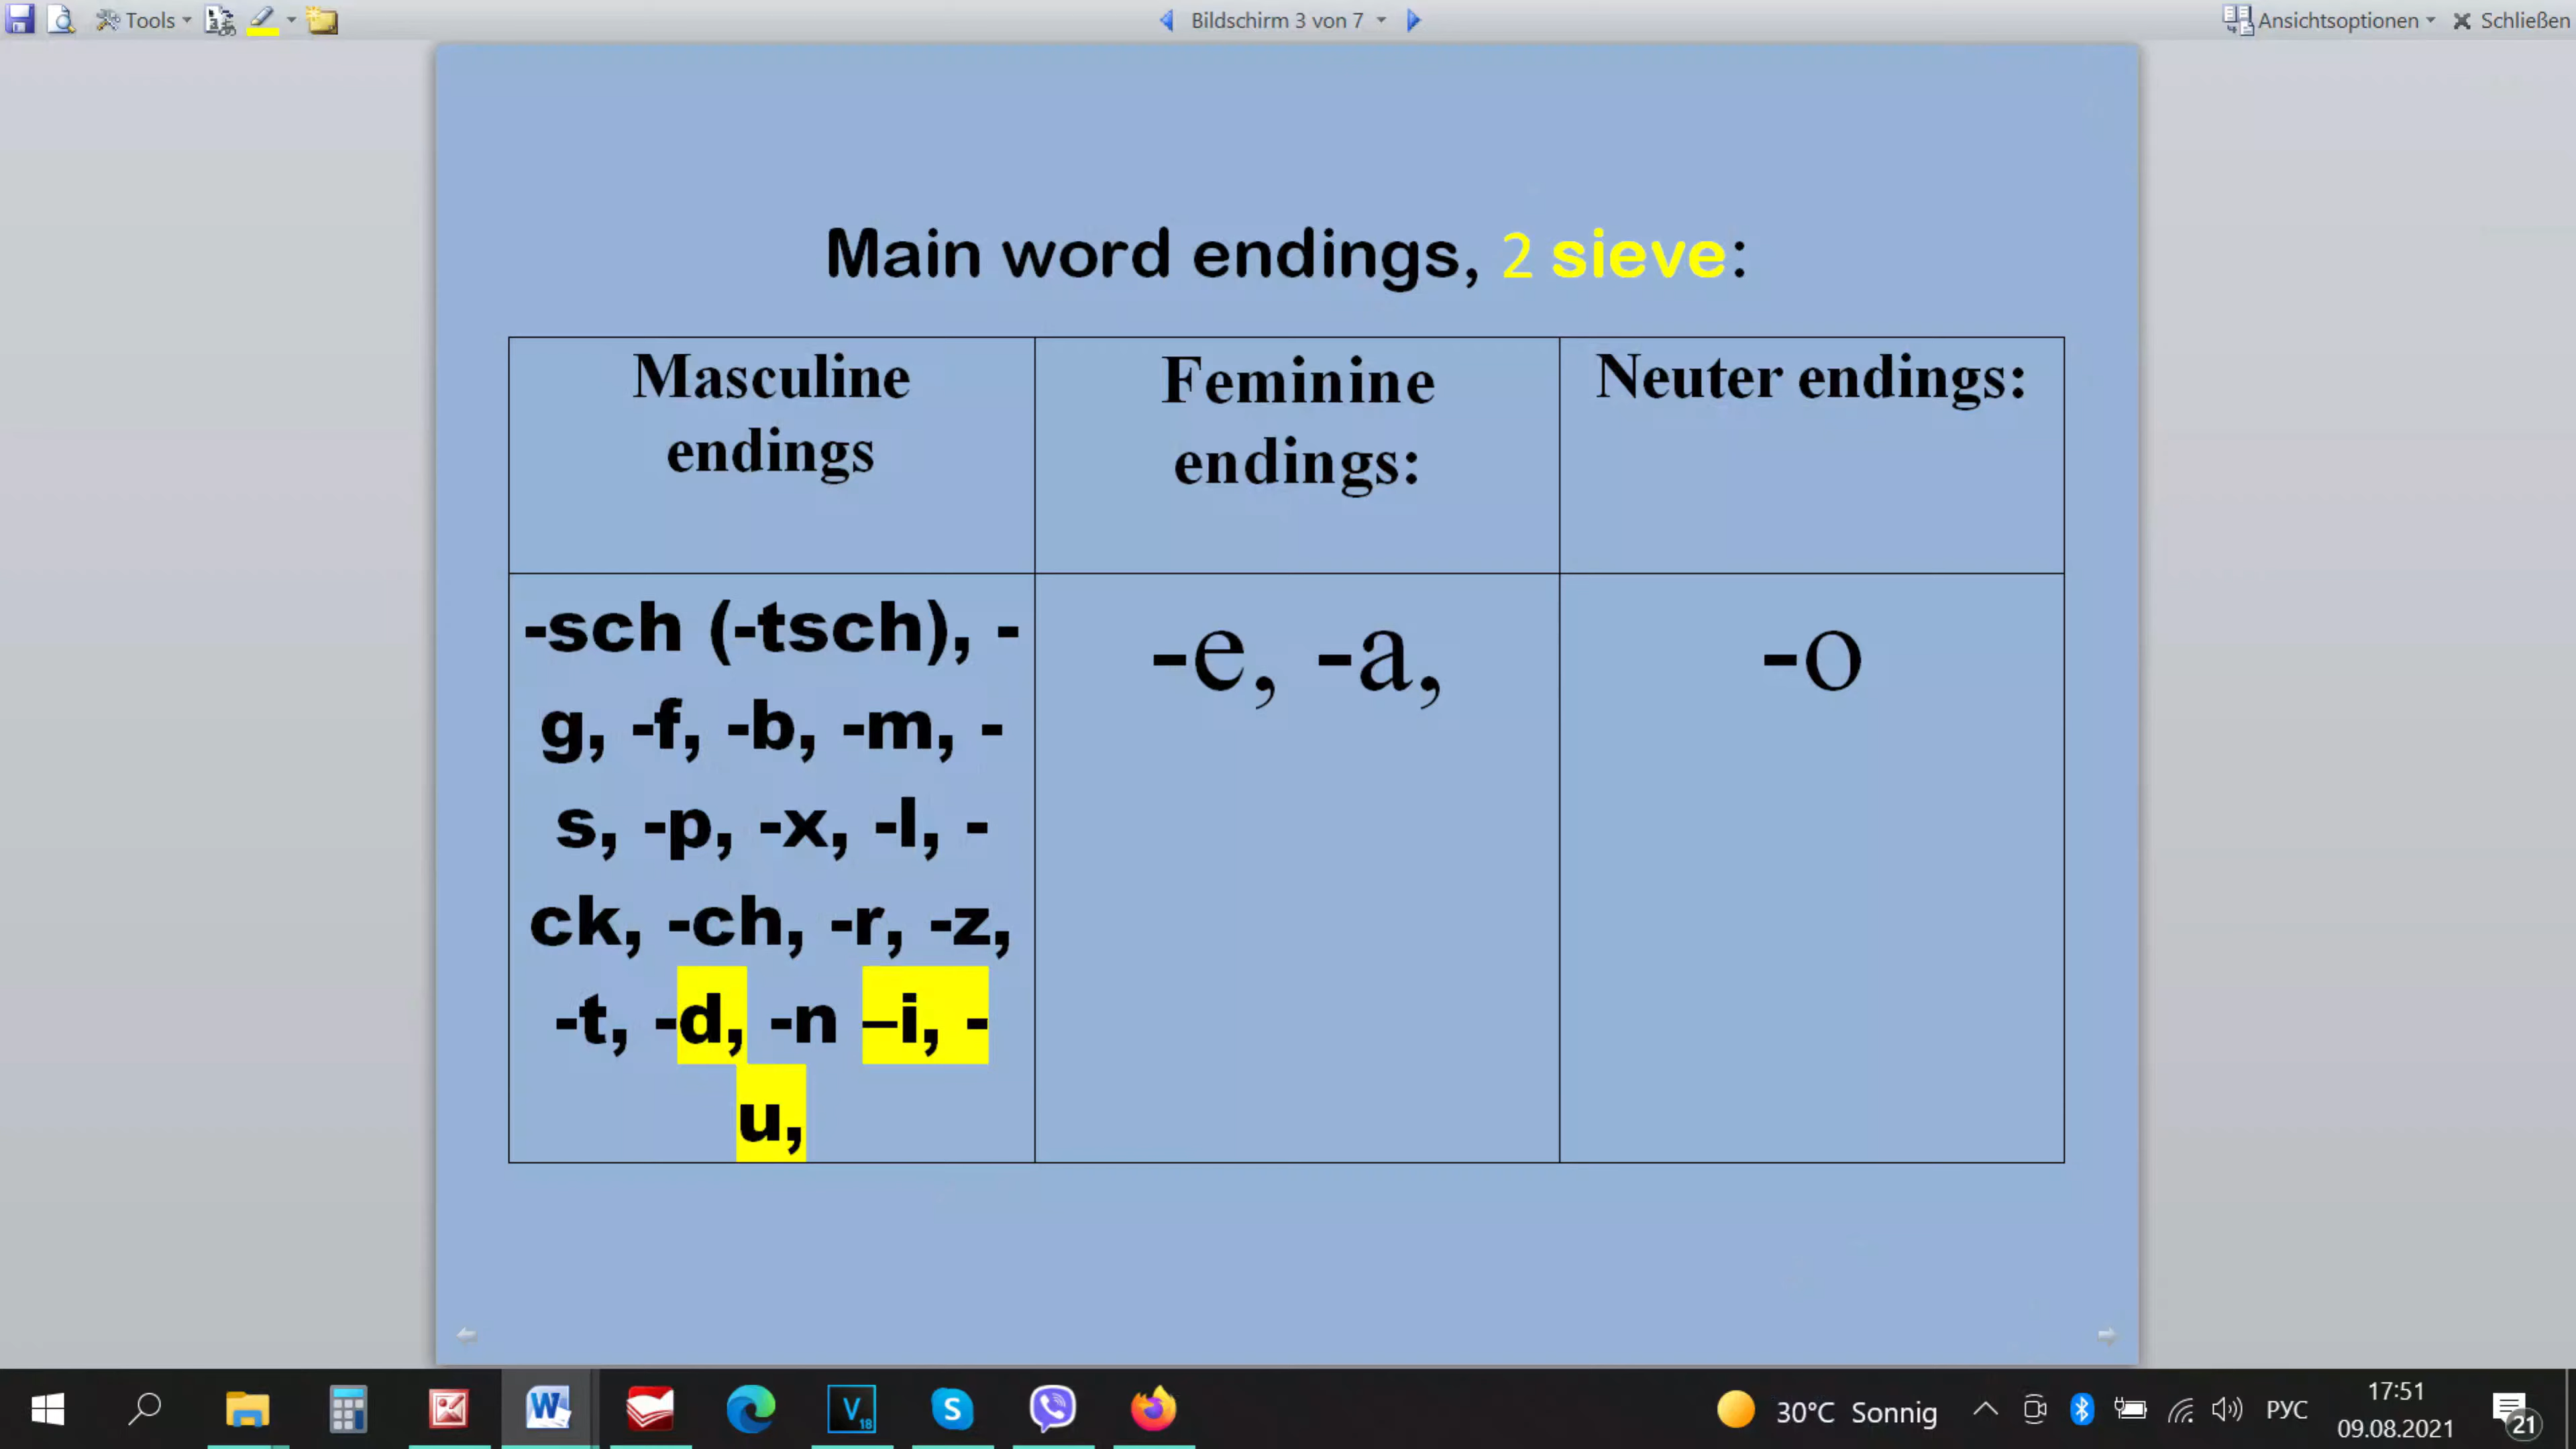 Tools
Bildschirm 3 von 7
Ansichtsoptionen
Schließen
Main word endings, 2 sieve:
Masculine
endings
Feminine
endings:
Neuter endings:
-sch (-tsch), -
g, -f, -b, -m, -
s, -p, -x, -l, -
ck, -ch, -r, -z,
-t, -d, -n –i, -
u,
-e, -a,
-o
30°C Sonnig
РУС
17:51
09.08.2021
21